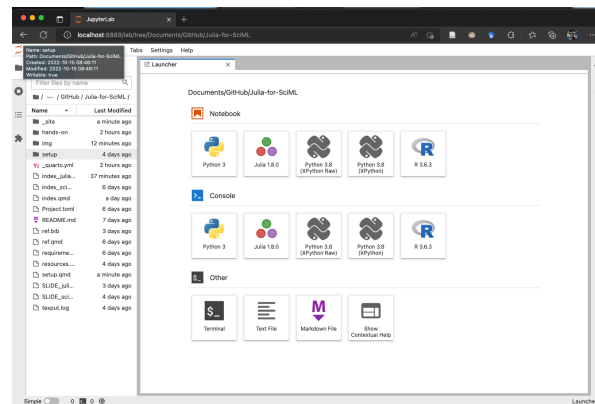 JupyterLab
localhost:8889/lab/tree/Documents/GitHub/Julia-for-SciML
Name: setup
Path: Documents/GitHub/Julia-for-SciML/setup
Created: 2022-10-15 08:46:11
Modified: 2022-10-15 08:46:11
Writable: true
Tabs Settings Help
Launcher
Filter files by name
/ ··· / GitHub / Julia-for-SciML /
Name Last Modified
_site a minute ago
hands-on 2 hours ago
img 12 minutes ago
setup 4 days ago
_quarto.yml 2 hours ago
index_julia... 37 minutes ago
index_sci... 6 days ago
index.qmd a day ago
Project.toml 6 days ago
README.md 7 days ago
ref.bib 3 days ago
ref.qmd 6 days ago
requireme... 6 days ago
resources.... 4 days ago
setup.qmd a minute ago
SLIDE_juli... 3 days ago
SLIDE_sci... 4 days ago
texput.log 4 days ago
Documents/GitHub/Julia-for-SciML
Notebook
Python 3
Julia 1.8.0
Python 3.8
(XPython Raw)
Python 3.8
(XPython)
R 3.6.3
Console
Python 3
Julia 1.8.0
Python 3.8
(XPython Raw)
Python 3.8
(XPython)
R 3.6.3
$_ Other
$_
Terminal
Text File
M
Markdown File
Show
Contextual Help
Simple 0 $_ 0
Launcher